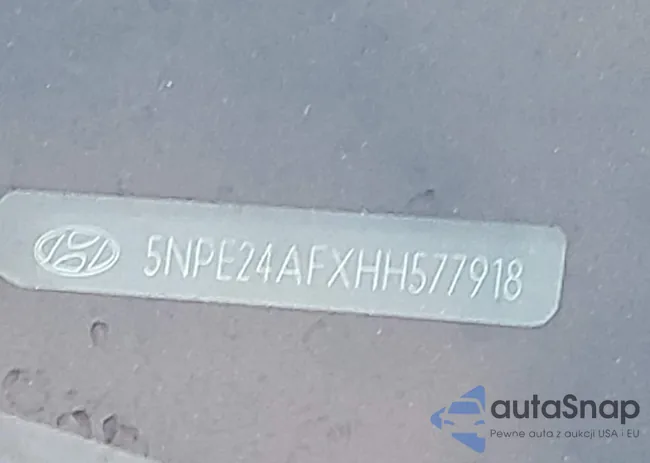 5NPE24AFXHH577918
autaSnap
Pewne auta z aukcji USA i EU